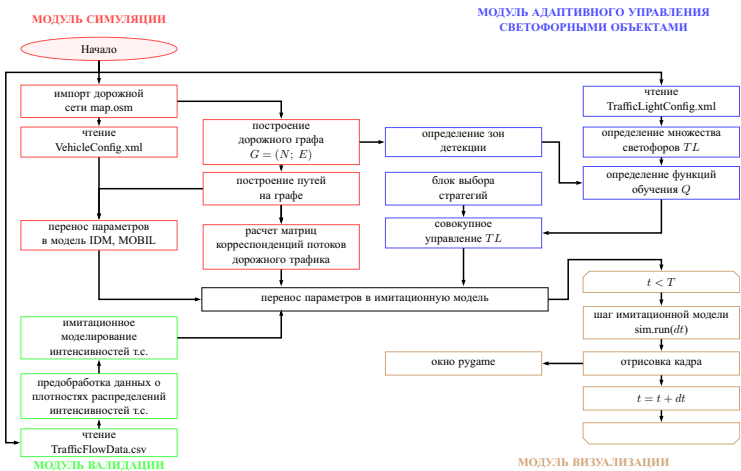 МОДУЛЬ СИМУЛЯЦИИ
МОДУЛЬ АДАПТИВНОГО УПРАВЛЕНИЯ
СВЕТОФОРНЫМИ ОБЪЕКТАМИ
Начало
импорт дорожной
сети map.osm
чтение
VehicleConfig.xml
построение
дорожного графа
G = (N; E)
построение путей
на графе
перенос параметров
в модель IDM, MOBIL
расчет матриц
корреспонденций потоков
дорожного трафика
определение зон
детекции
блок выбора
стратегий
совокупное
управление TL
чтение
TrafficLightConfig.xml
определение множества
светофоров TL
определение функций
обучения Q
перенос параметров в имитационную модель
t < T
шаг имитационной модели
sim.run(dt)
отрисовка кадра
окно pygame
t = t + dt
имитационное
моделирование
интенсивностей т.с.
предобработка данных о
плотностях распределений
интенсивностей т.с.
чтение
TrafficFlowData.csv
МОДУЛЬ ВАЛИДАЦИИ
МОДУЛЬ ВИЗУАЛИЗАЦИИ